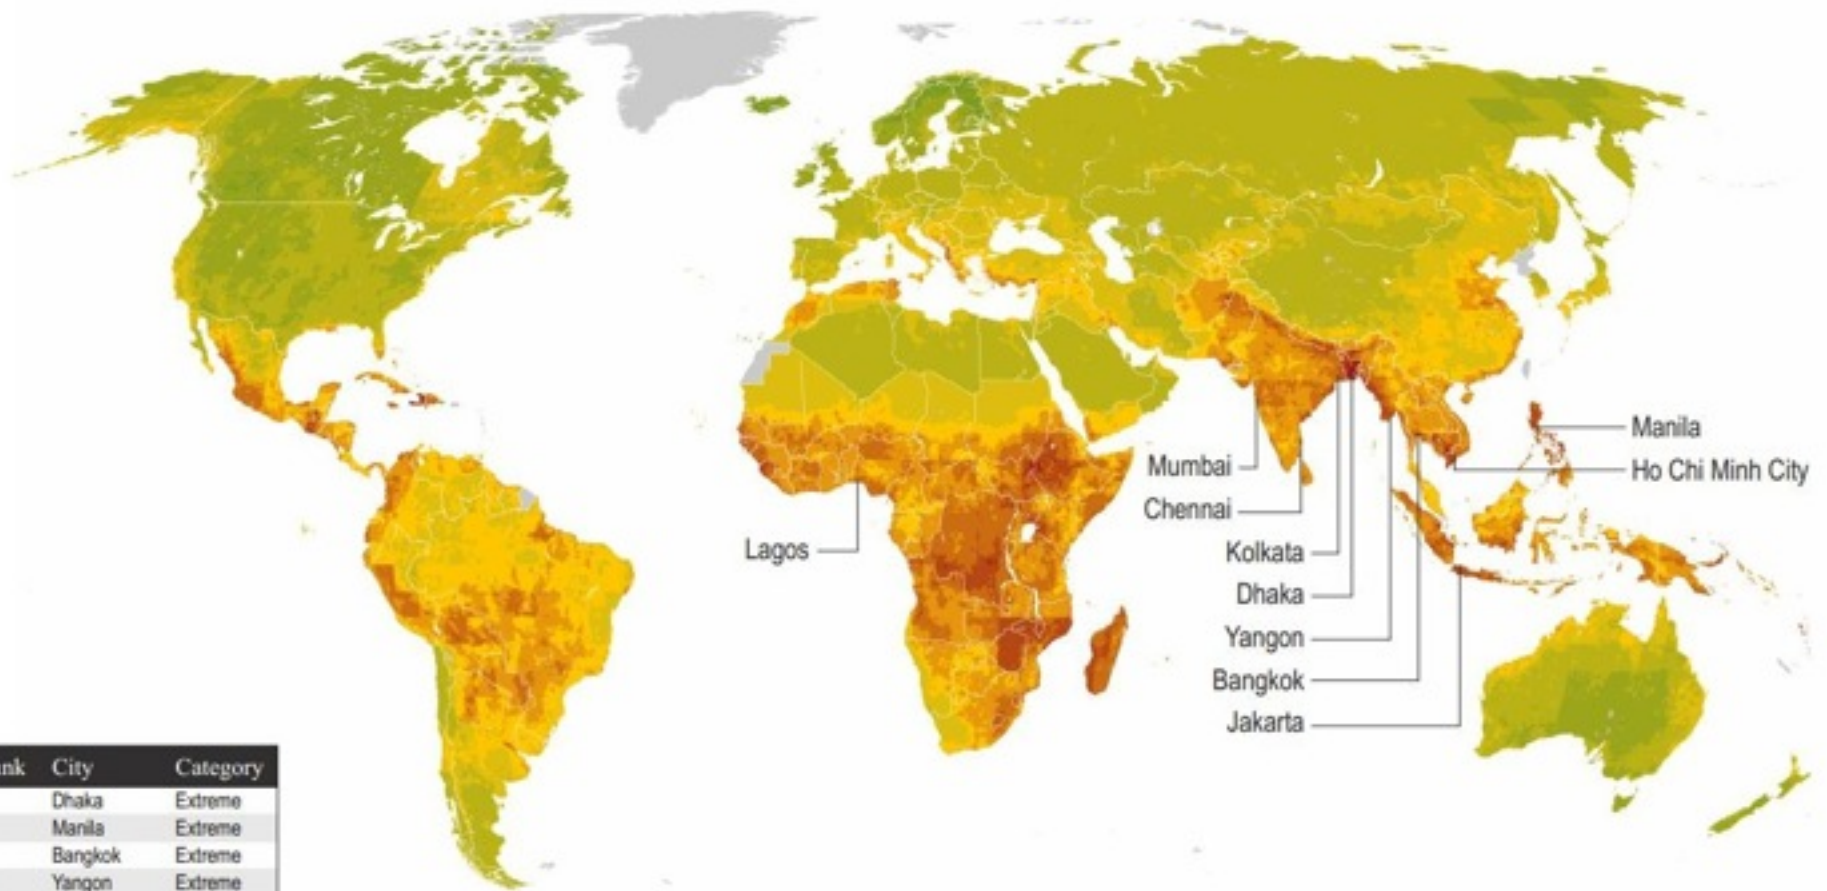 Manila
Mumbai
Ho Chi Minh City
Chennai
Lagos
Kolkata
Dhaka
Yangon
Bangkok
Jakarta
nk City Category
Dhaka Extreme
Manila Extreme
Bangkok Extreme
Yangon Extreme